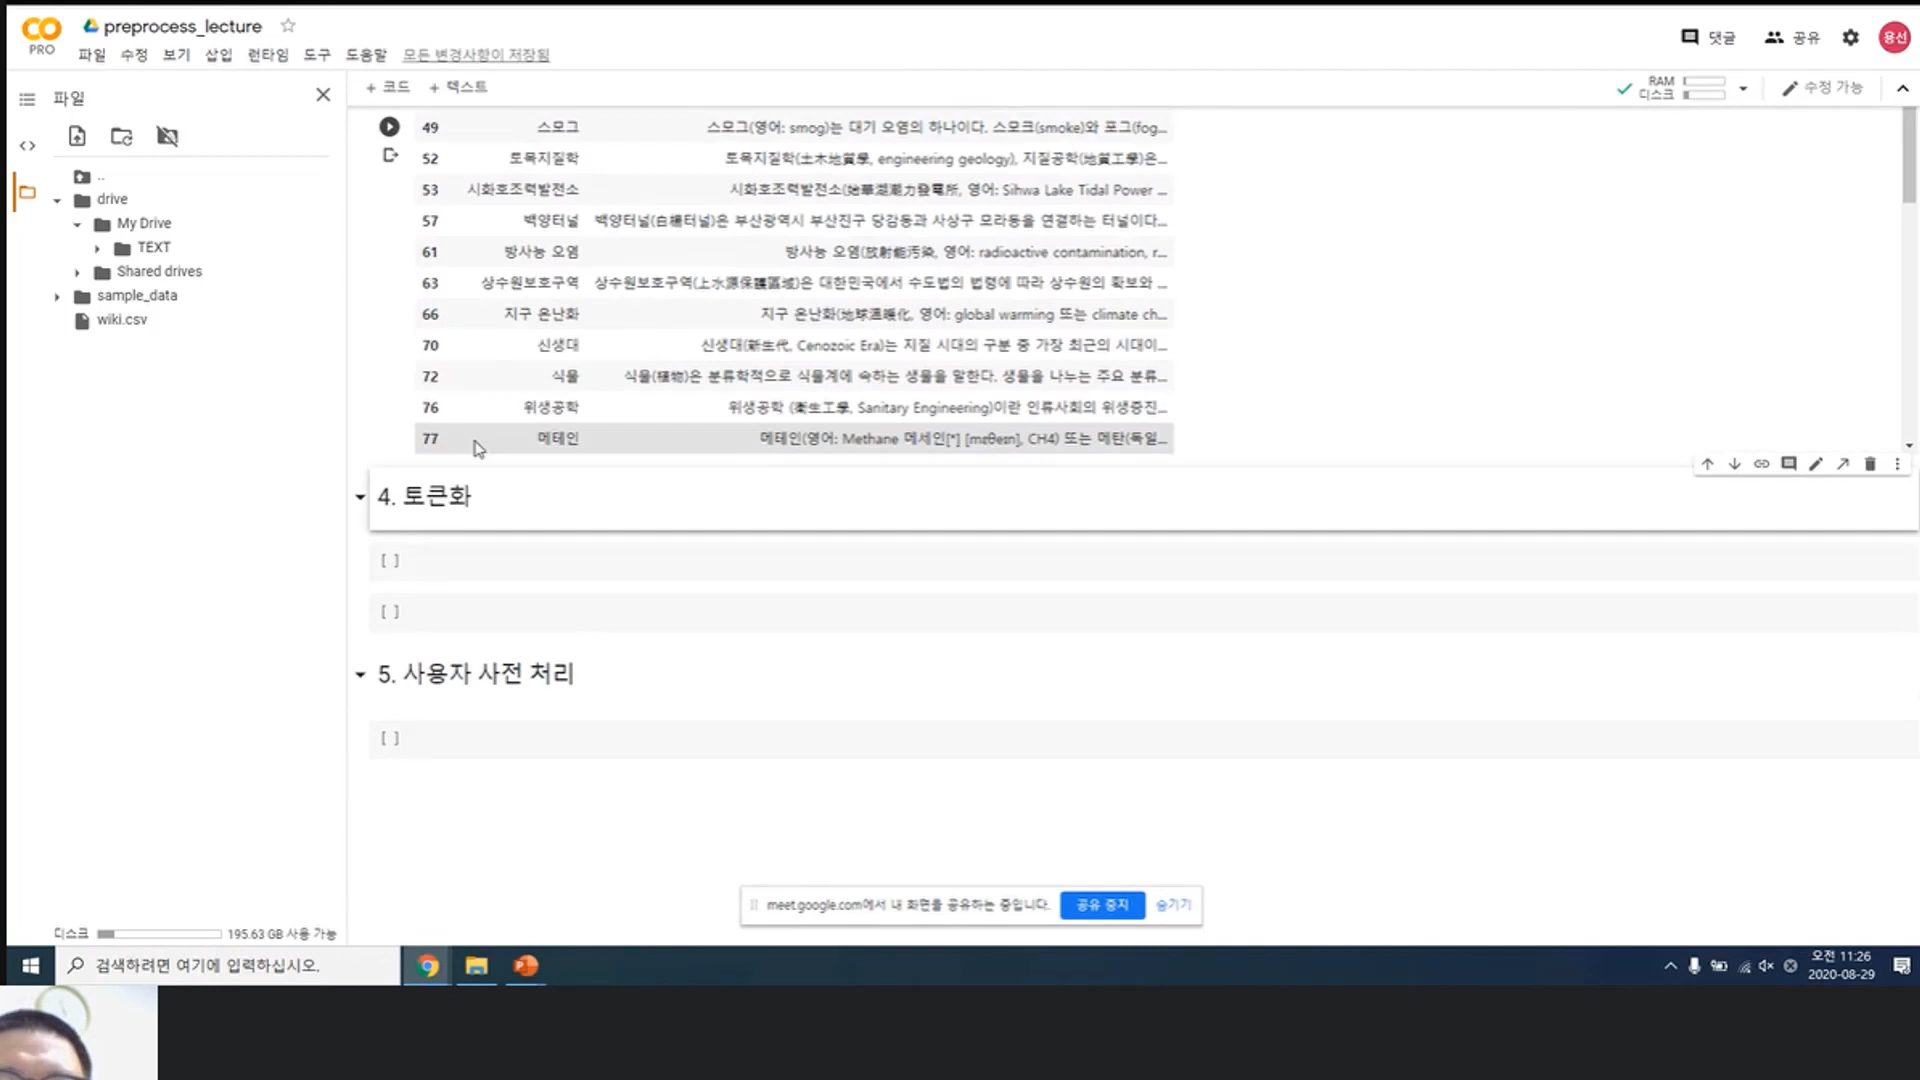 preprocess_lecture
PRO
파일 수정 보기 삽입 런타임 도구 도움말 모든 변경사항이 저장됨
댓글
공유
용선
파일
+ 코드 + 텍스트
RAM
디스크
수정 가능
..
drive
My Drive
TEXT
Shared drives
sample_data
wiki.csv
49 스모그 스모그(영어: smog)는 대기 오염의 하나이다. 스모크(smoke)와 포그(fog...
52 토목지질학 토목지질학(土木地質學, engineering geology), 지질공학(地質工學)은...
53 시화호조력발전소 시화호조력발전소(始華湖潮力發電所, 영어: Sihwa Lake Tidal Power ...
57 백양터널 백양터널(白楊터널)은 부산광역시 부산진구 당감동과 사상구 모라동을 연결하는 터널이다...
61 방사능 오염 방사능 오염(放射能汚染, 영어: radioactive contamination, r...
63 상수원보호구역 상수원보호구역(上水源保護區域)은 대한민국에서 수도법의 법령에 따라 상수원의 확보와 ...
66 지구 온난화 지구 온난화(地球溫暖化, 영어: global warming 또는 climate ch...
70 신생대 신생대(新生代, Cenozoic Era)는 지질 시대의 구분 중 가장 최근의 시대이...
72 식물 식물(植物)은 분류학적으로 식물계에 속하는 생물을 말한다. 생물을 나누는 주요 분류...
76 위생공학 위생공학 (衛生工學, Sanitary Engineering)이란 인류사회의 위생증진...
77 메테인 메테인(영어: Methane 메세인[*] [mɛθeɪn], CH4) 또는 메탄(독일...
4. 토큰화
[ ]
[ ]
5. 사용자 사전 처리
[ ]
meet.google.com에서 내 화면을 공유하는 중입니다. 공유 중지 숨기기
디스크 195.63 GB 사용 가능
검색하려면 여기에 입력하십시오.
오전 11:26
2020-08-29